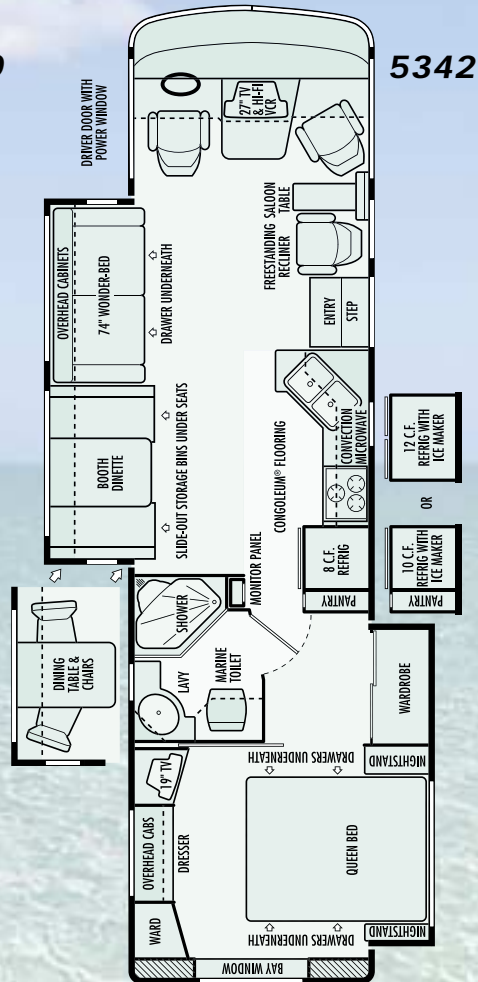 5342
DRIVER DOOR WITH
POWER WINDOW
27" TV
& HI-FI
VCR
OVERHEAD CABINETS
74" WONDER-BED
DRAWER UNDERNEATH
FREESTANDING SALOON
RECLINER TABLE
ENTRY
STEP
BOOTH
DINETTE
SLIDE-OUT STORAGE BINS UNDER SEATS
CONGOLEUM® FLOORING
CONVECTION
MICROWAVE
12 C.F.
REFRIG WITH
ICE MAKER
OR
10 C.F.
REFRIG WITH
ICE MAKER
PANTRY
8 C.F.
REFRIG
PANTRY
MONITOR PANEL
DINING
TABLE &
CHAIRS
SHOWER
LAVY
MARINE
TOILET
WARDROBE
19" TV
OVERHEAD CABS
DRESSER
WARD
DRAWERS UNDERNEATH
NIGHTSTAND
QUEEN BED
DRAWERS UNDERNEATH
NIGHTSTAND
BAY WINDOW